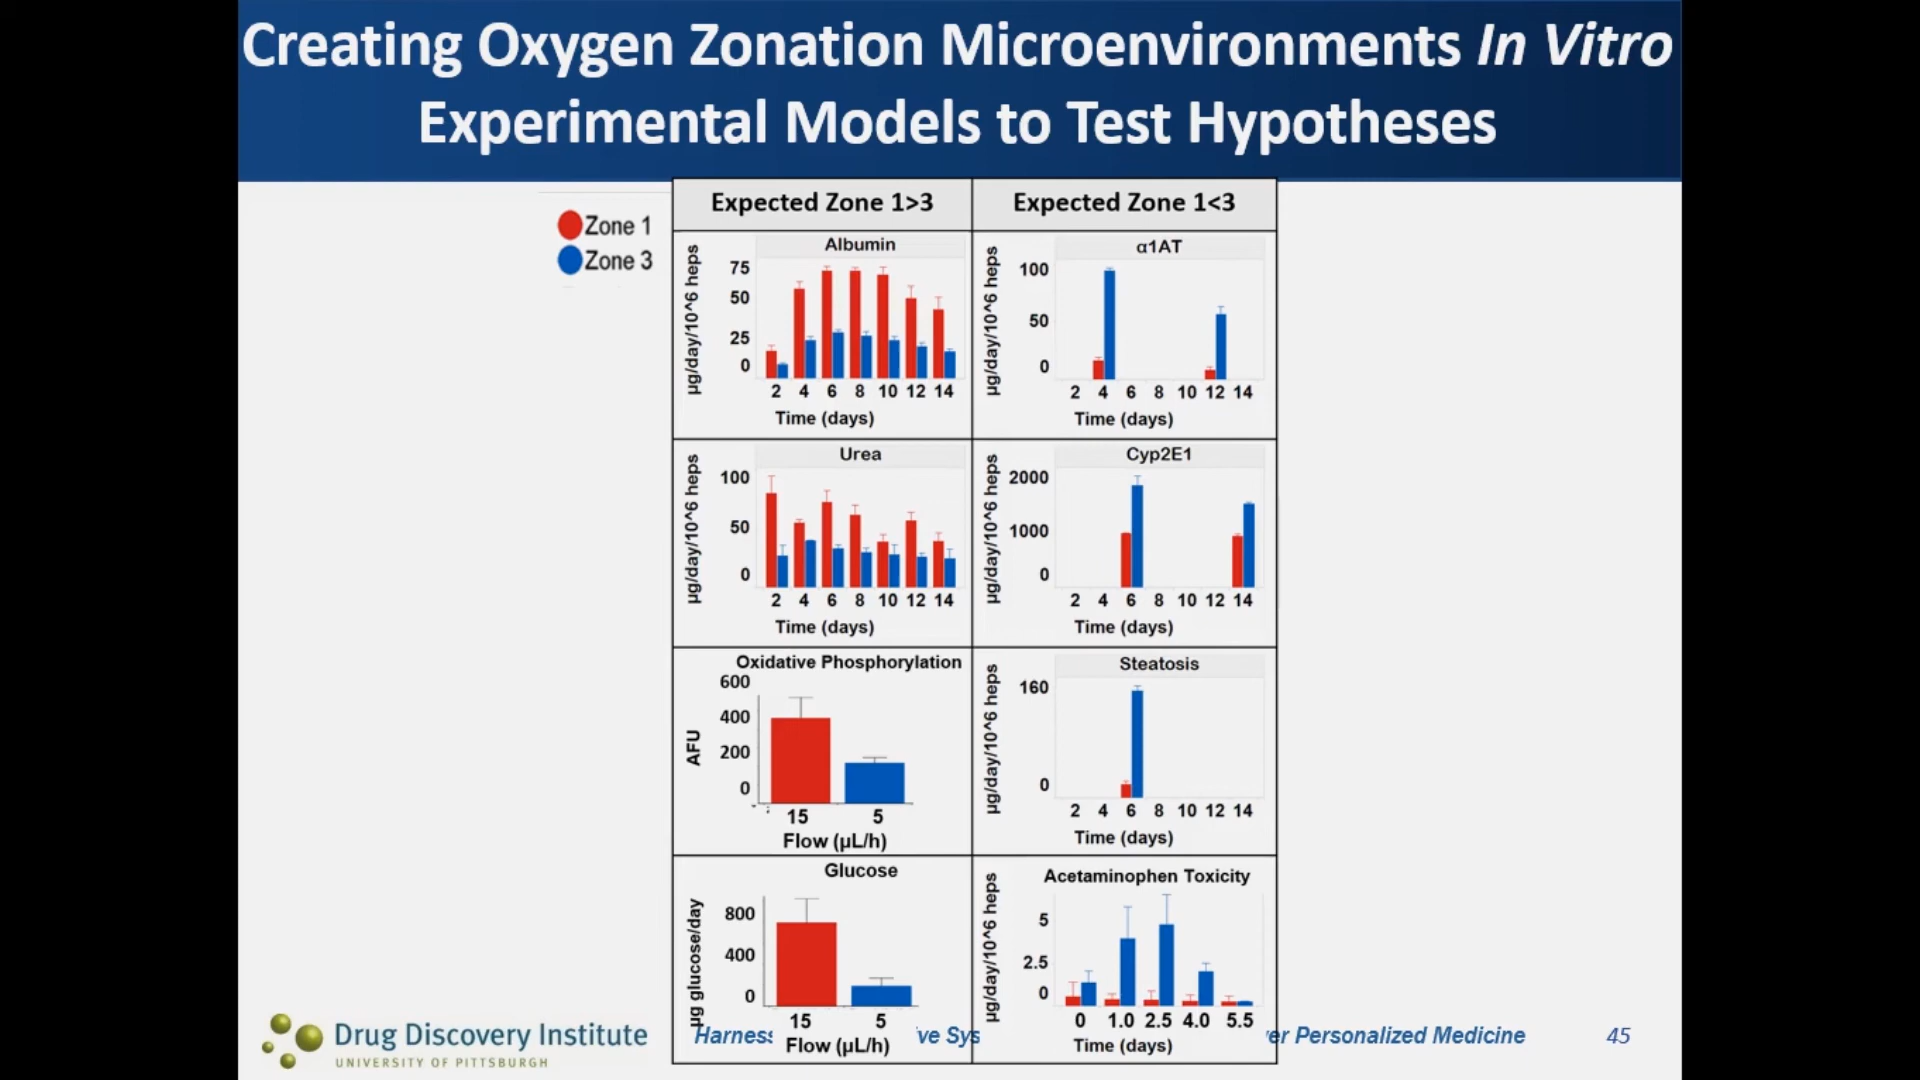 Creating Oxygen Zonation Microenvironments In Vitro
Experimental Models to Test Hypotheses
Zone 1
Zone 3
Expected Zone 1>3
Expected Zone 1<3
Albumin
µg/day/10^6 heps
75
50
25
0
2 4 6 8 10 12 14
Time (days)
α1AT
µg/day/10^6 heps
100
50
0
2 4 6 8 10 12 14
Time (days)
Urea
µg/day/10^6 heps
100
50
0
2 4 6 8 10 12 14
Time (days)
Cyp2E1
µg/day/10^6 heps
2000
1000
0
2 4 6 8 10 12 14
Time (days)
Oxidative Phosphorylation
AFU
600
400
200
0
15 5
Flow (µL/h)
Steatosis
µg/day/10^6 heps
160
0
2 4 6 8 10 12 14
Time (days)
Glucose
µg glucose/day
800
400
0
15 5
Flow (µL/h)
Acetaminophen Toxicity
µg/day/10^6 heps
5
2.5
0
0 1.0 2.5 4.0 5.5
Time (days)
Drug Discovery Institute
UNIVERSITY OF PITTSBURGH
Personalized Medicine
45